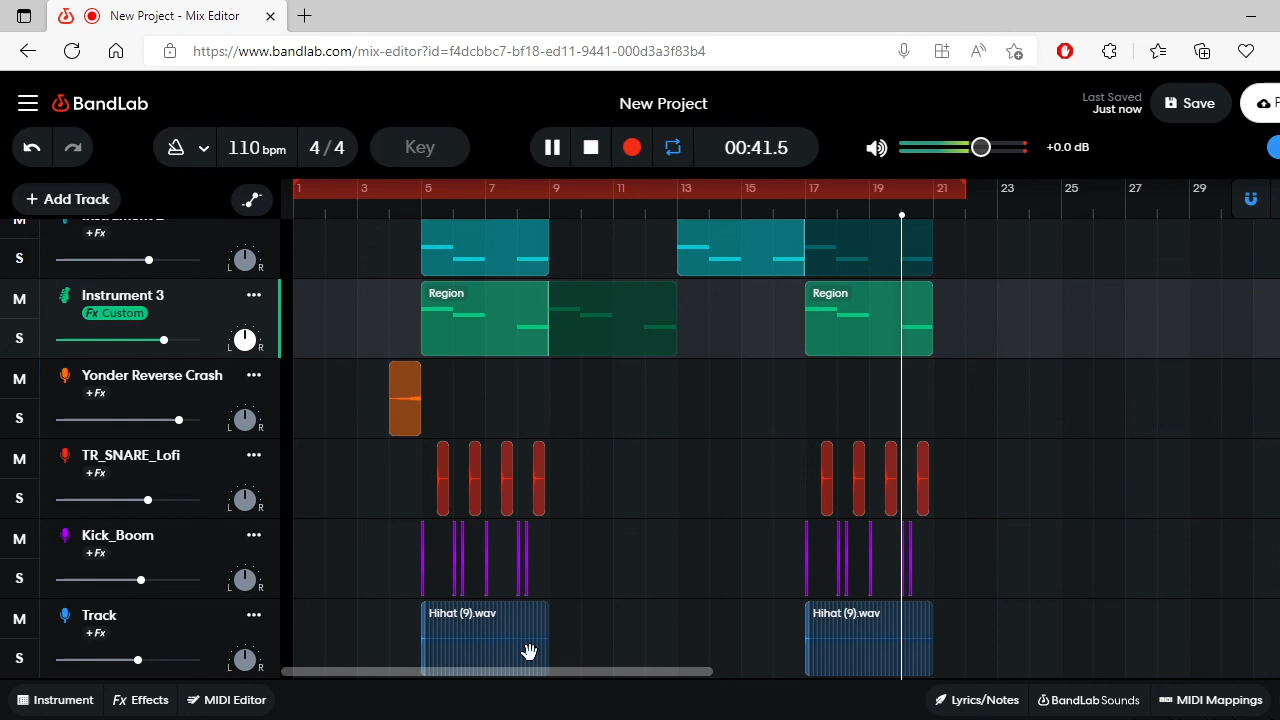 New Project - Mix Editor
https://www.bandlab.com/mix-editor?id=f4dcbbc7-bf18-ed11-9441-000d3a3f83b4
BandLab
New Project
Last Saved
Just now
Save
110 bpm
4 / 4
Key
00:41.5
+0.0 dB
+ Add Track
1 3 5 7 9 11 13 15 17 19 21 23 25 27 29
M
+Fx
S
L R
M
Instrument 3
Fx Custom
S
L R
Region
Region
M
Yonder Reverse Crash
+Fx
S
L R
M
TR_SNARE_Lofi
+Fx
S
L R
M
Kick_Boom
+Fx
S
L R
M
Track
+Fx
S
L R
Hihat (9).wav
Hihat (9).wav
Instrument
Fx Effects
MIDI Editor
Lyrics/Notes
BandLab Sounds
MIDI Mappings